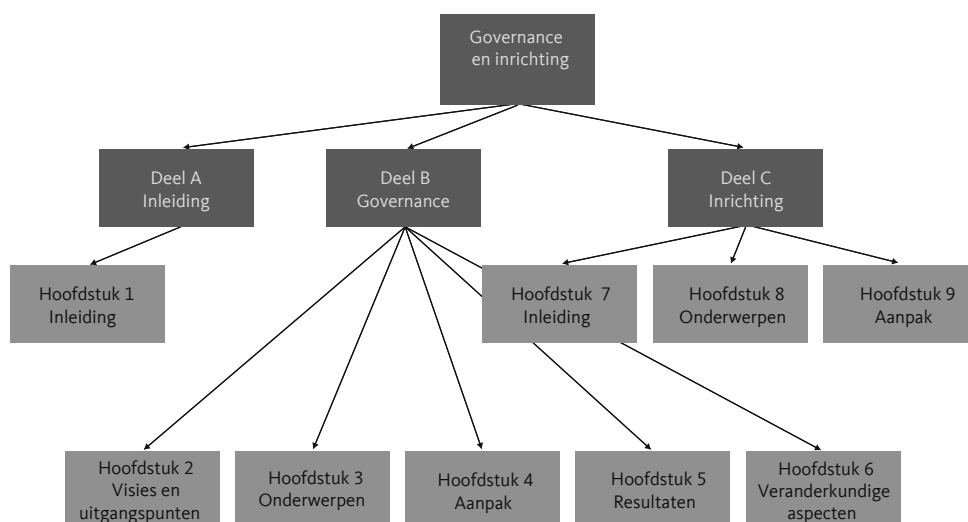 Governance
en inrichting
Deel A
Inleiding
Deel B
Governance
Deel C
Inrichting
Hoofdstuk 1
Inleiding
Hoofdstuk 7
Inleiding
Hoofdstuk 8
Onderwerpen
Hoofdstuk 9
Aanpak
Hoofdstuk 2
Visies en
uitgangspunten
Hoofdstuk 3
Onderwerpen
Hoofdstuk 4
Aanpak
Hoofdstuk 5
Resultaten
Hoofdstuk 6
Veranderkundige
aspecten